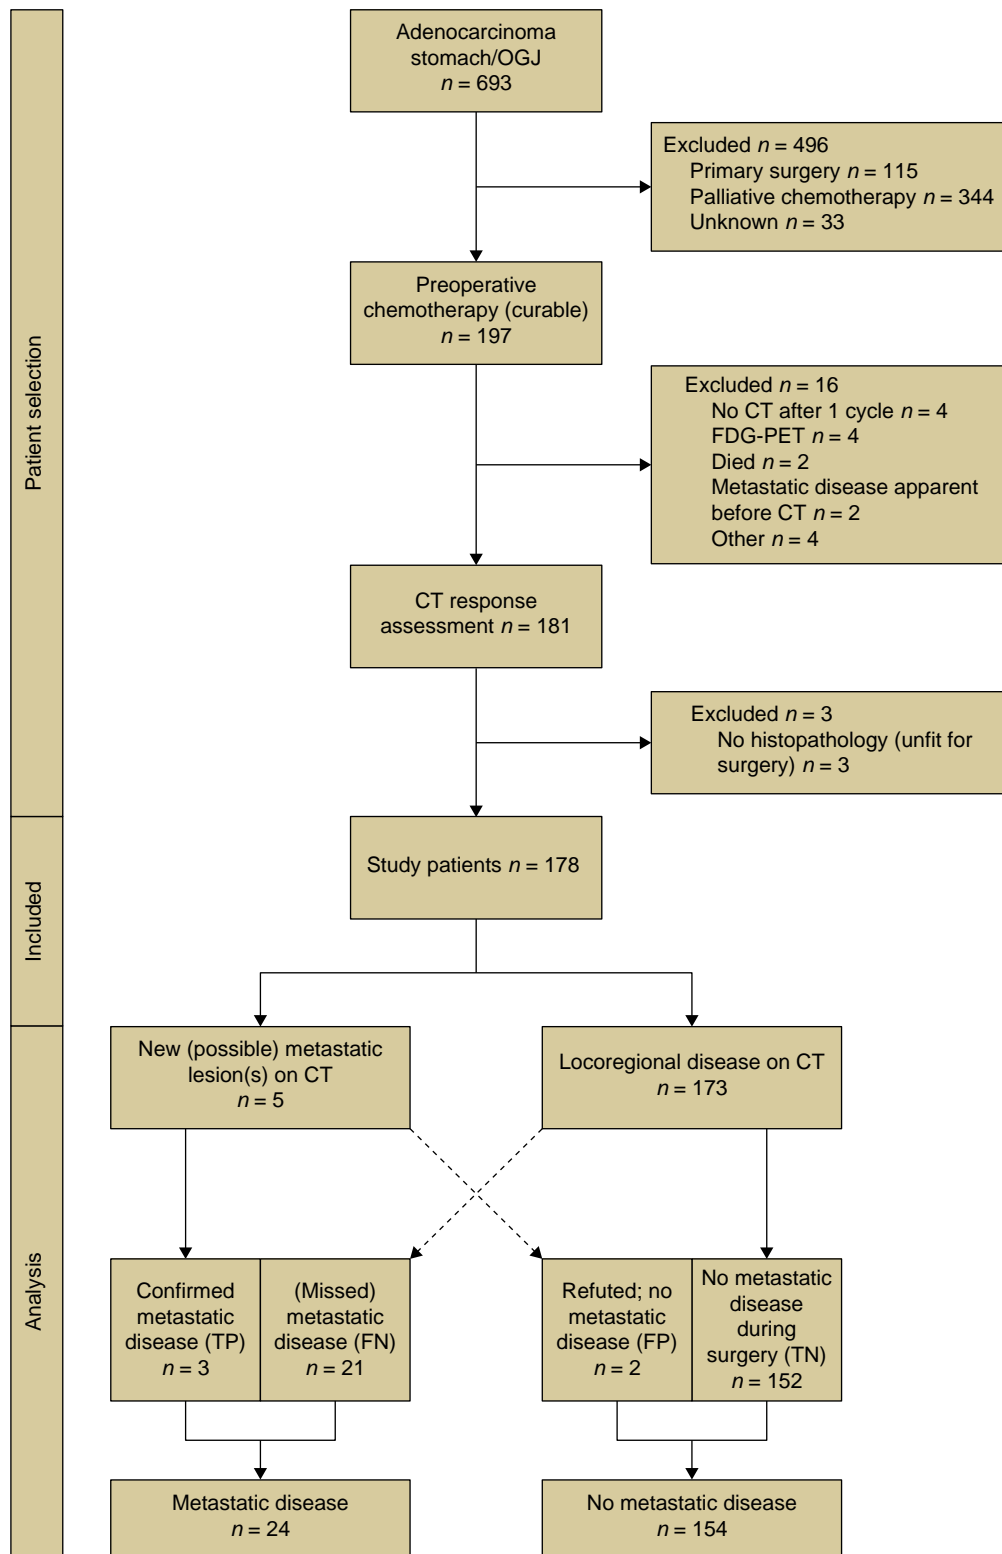 Patient selection
Included
Analysis
Adenocarcinoma
stomach/OGJ
n = 693
Excluded n = 496
Primary surgery n = 115
Palliative chemotherapy n = 344
Unknown n = 33
Preoperative
chemotherapy (curable)
n = 197
Excluded n = 16
No CT after 1 cycle n = 4
FDG-PET n = 4
Died n = 2
Metastatic disease apparent
before CT n = 2
Other n = 4
CT response
assessment n = 181
Excluded n = 3
No histopathology (unfit for
surgery) n = 3
Study patients n = 178
New (possible) metastatic
lesion(s) on CT
n = 5
Locoregional disease on CT
n = 173
Confirmed
metastatic
disease (TP)
n = 3
(Missed)
metastatic
disease (FN)
n = 21
Refuted; no
metastatic
disease (FP)
n = 2
No metastatic
disease
during
surgery (TN)
n = 152
Metastatic disease
n = 24
No metastatic disease
n = 154